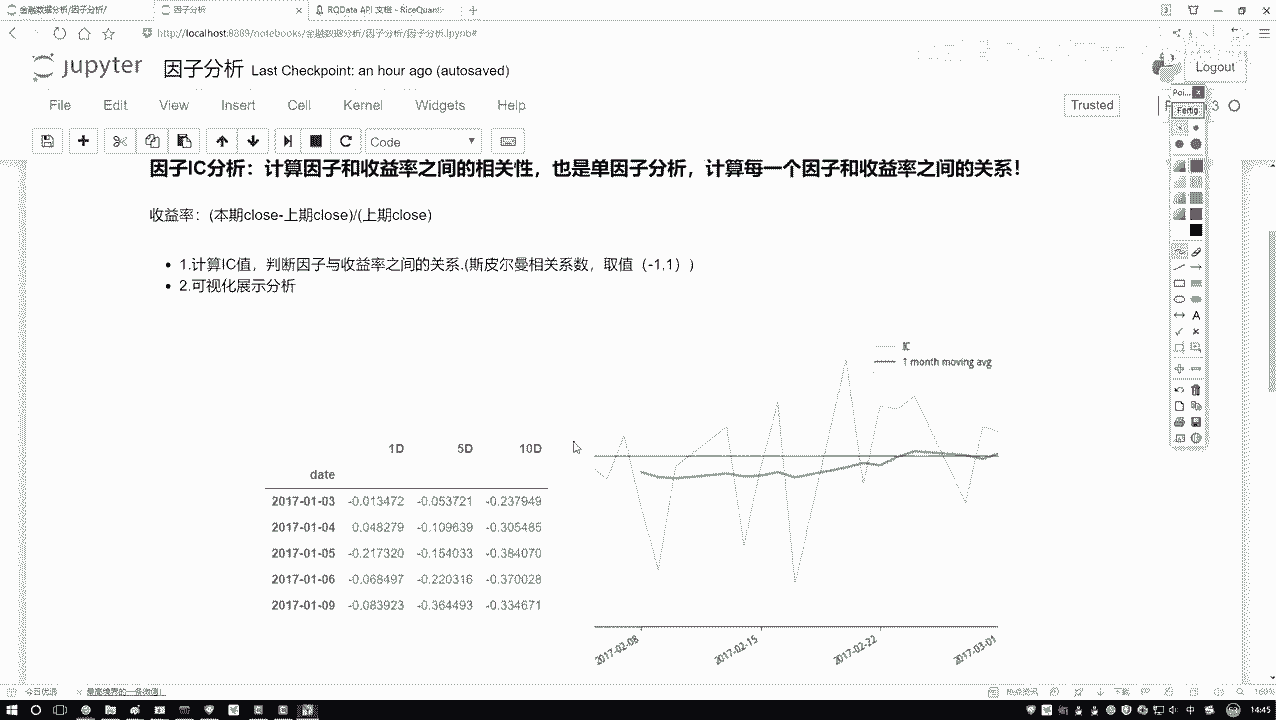 金融数据分析/因子分析/
因子分析
RQData API 文档 - RiceQuant
http://localhost:8889/notebooks/金融数据分析/因子分析/因子分析.ipynb#
jupyter 因子分析 Last Checkpoint: an hour ago (autosaved)
Logout
File Edit View Insert Cell Kernel Widgets Help
Trusted
Fertig
Code
因子IC分析：计算因子和收益率之间的相关性，也是单因子分析，计算每一个因子和收益率之间的关系！
收益率：(本期close-上期close)/(上期close)
1.计算IC值，判断因子与收益率之间的关系.(斯皮尔曼相关系数，取值（-1,1））
2.可视化展示分析
IC
1 month moving avg
1D 5D 10D
date
2017-01-03 -0.013472 -0.053721 -0.237949
2017-01-04 0.048279 -0.109639 -0.305485
2017-01-05 -0.217320 -0.154033 -0.384070
2017-01-06 -0.068497 -0.220316 -0.370028
2017-01-09 -0.083923 -0.364493 -0.334671
2017-02-08
2017-02-15
2017-02-22
2017-03-01
今日优选
14:45